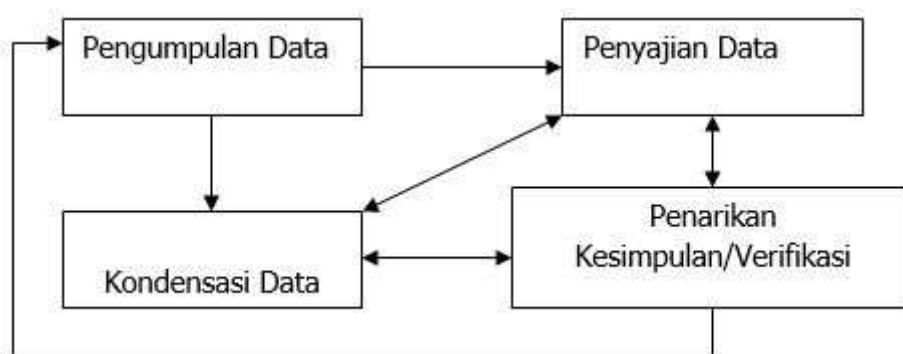 Pengumpulan Data
Penyajian Data
Kondensasi Data
Penarikan
Kesimpulan/Verifikasi